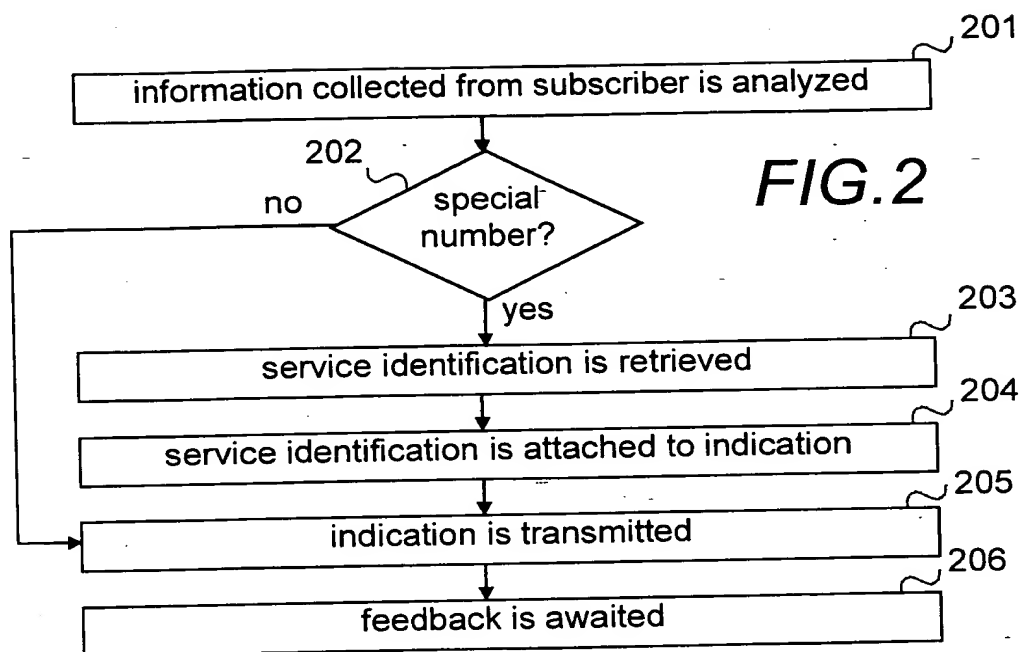 201
information collected from subscriber is analyzed
202
FIG.2
no
special
number?
yes
203
service identification is retrieved
204
service identification is attached to indication
205
indication is transmitted
206
feedback is awaited